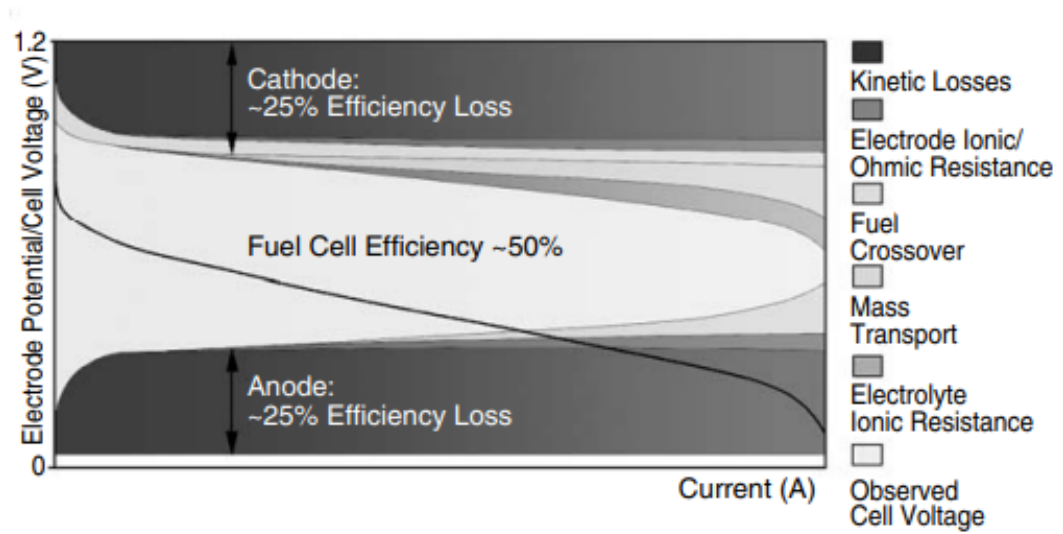 1.2
Electrode Potential/Cell Voltage (V)
0
Cathode:
~25% Efficiency Loss
Fuel Cell Efficiency ~50%
Anode:
~25% Efficiency Loss
Current (A)
Kinetic Losses
Electrode Ionic/
Ohmic Resistance
Fuel
Crossover
Mass
Transport
Electrolyte
Ionic Resistance
Observed
Cell Voltage